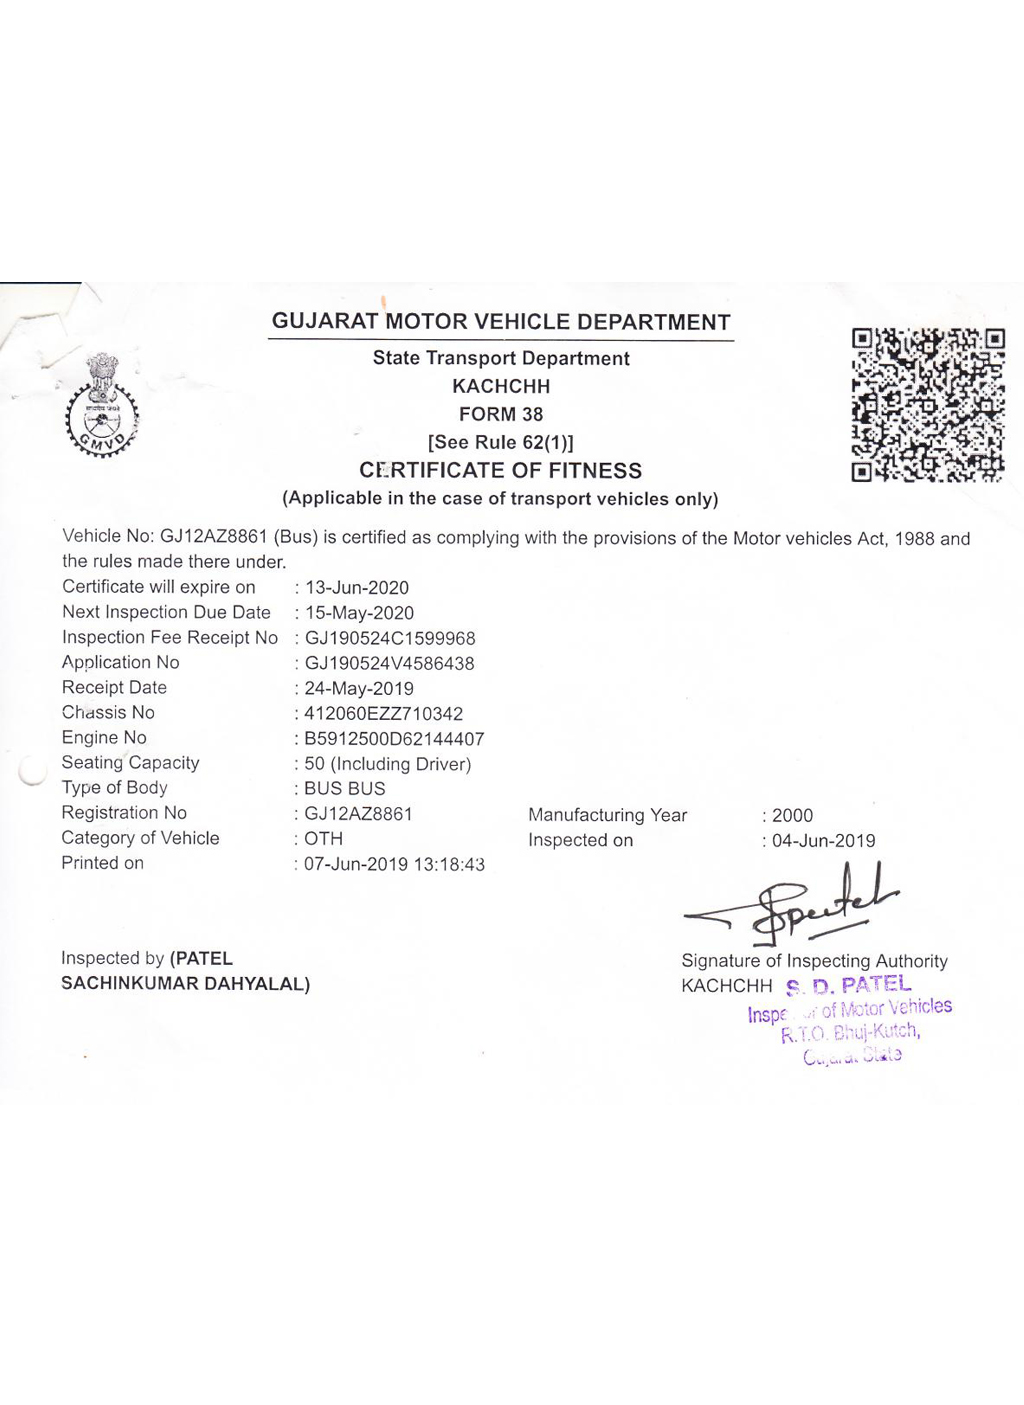 GUJARAT MOTOR VEHICLE DEPARTMENT
State Transport Department
KACHCHH
FORM 38
[See Rule 62(1)]
CERTIFICATE OF FITNESS
(Applicable in the case of transport vehicles only)
GMVD
Vehicle No: GJ12AZ8861 (Bus) is certified as complying with the provisions of the Motor vehicles Act, 1988 and
the rules made there under.
Certificate will expire on : 13-Jun-2020
Next Inspection Due Date : 15-May-2020
Inspection Fee Receipt No : GJ190524C1599968
Application No : GJ190524V4586438
Receipt Date : 24-May-2019
Chassis No : 412060EZZ710342
Engine No : B5912500D62144407
Seating Capacity : 50 (Including Driver)
Type of Body : BUS BUS
Registration No : GJ12AZ8861 Manufacturing Year : 2000
Category of Vehicle : OTH Inspected on : 04-Jun-2019
Printed on : 07-Jun-2019 13:18:43
Inspected by (PATEL
SACHINKUMAR DAHYALAL)
Signature of Inspecting Authority
KACHCHH S. D. PATEL
of Motor Vehicles
R.T.O. Bhuj-Kutch,
State